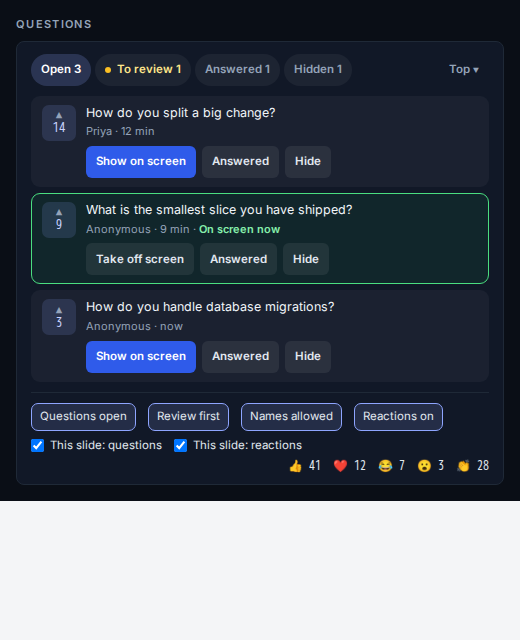 QUESTIONS
Open 3 To review 1 Answered 1 Hidden 1 Top ▾
▲
14
How do you split a big change?
Priya · 12 min
Show on screen Answered Hide
▲
9
What is the smallest slice you have shipped?
Anonymous · 9 min · On screen now
Take off screen Answered Hide
▲
3
How do you handle database migrations?
Anonymous · now
Show on screen Answered Hide
Questions open Review first Names allowed Reactions on
This slide: questions This slide: reactions
👍 41 ❤️ 12 😂 7 😮 3 👏 28